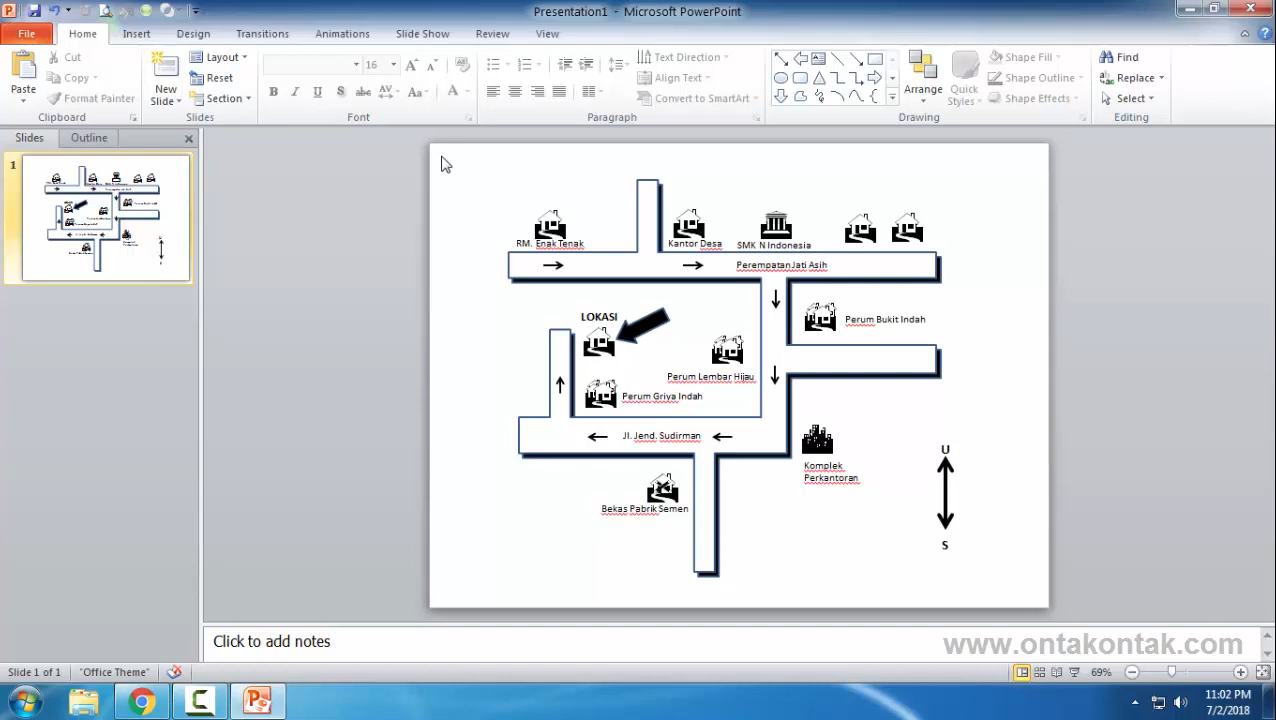 Presentation1 - Microsoft PowerPoint
File Home Insert Design Transitions Animations Slide Show Review View
Paste
Cut
Copy
Format Painter
Clipboard
New Slide
Layout
Reset
Section
Slides
16
Font
Paragraph
Text Direction
Align Text
Convert to SmartArt
Arrange
Quick Styles
Shape Fill
Shape Outline
Shape Effects
Drawing
Find
Replace
Select
Editing
Slides Outline
1
RM. Enak Tenak
Kantor Desa
SMK N Indonesia
Perempatan Jati Asih
LOKASI
Perum Bukit Indah
Perum Lembar Hijau
Perum Griya Indah
Jl. Jend. Sudirman
Komplek
Perkantoran
U
Bekas Pabrik Semen
S
Click to add notes
www.ontakontak.com
Slide 1 of 1
"Office Theme"
69%
11:02 PM
7/2/2018